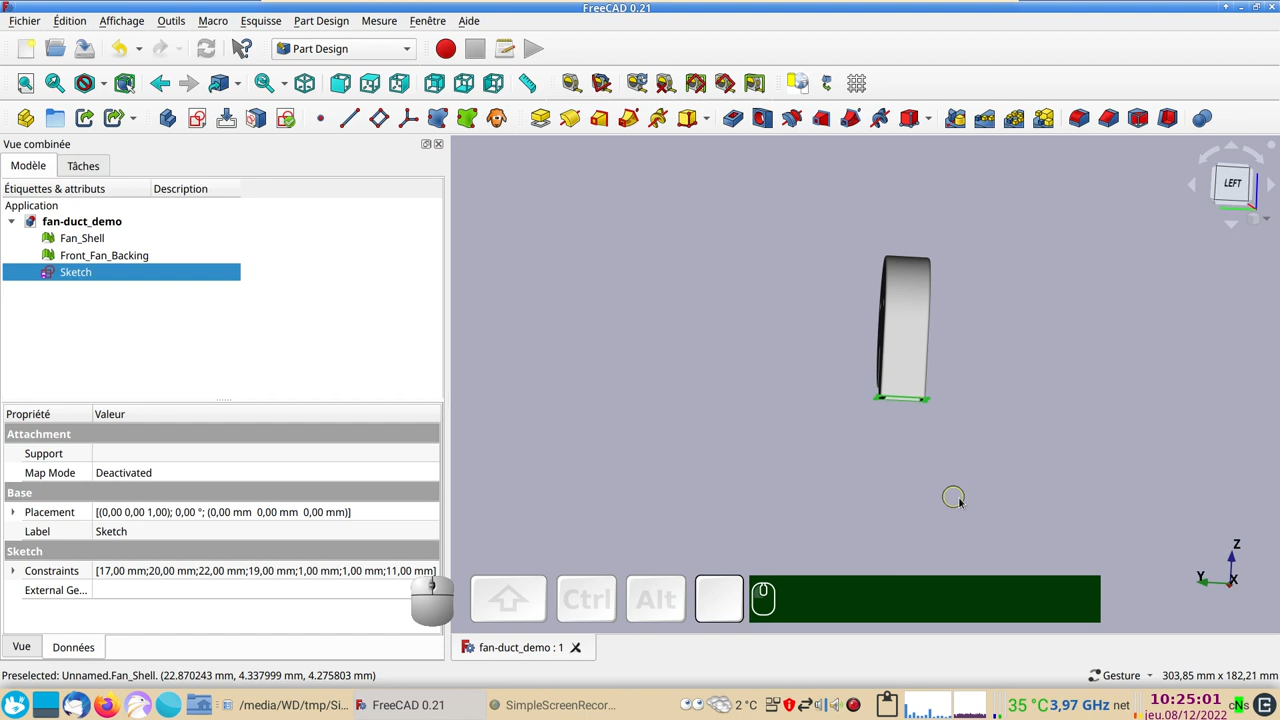 FreeCAD 0.21
Fichier Édition Affichage Outils Macro Esquisse Part Design Mesure Fenêtre Aide
Part Design
Vue combinée
Modèle Tâches
Étiquettes & attributs Description
Application
fan-duct_demo
Fan_Shell
Front_Fan_Backing
Sketch
LEFT
Propriété Valeur
Attachment
Support
Map Mode Deactivated
Base
Placement [(0,00 0,00 1,00); 0,00 °; (0,00 mm 0,00 mm 0,00 mm)]
Label Sketch
Sketch
Constraints [17,00 mm;20,00 mm;22,00 mm;19,00 mm;1,00 mm;1,00 mm;11,00 mm]
External Ge...
Z
Y
X
Ctrl Alt
Vue Données
fan-duct_demo : 1
Preselected: Unnamed.Fan_Shell. (22.870243 mm, 4.337999 mm, 4.275803 mm)
Gesture 303,85 mm x 182,21 mm
/media/WD/tmp/Si... FreeCAD 0.21 SimpleScreenRecor... 2 °C 35 °C 3,97 GHz net 10:25:01 cNs
jeu.08/12/2022